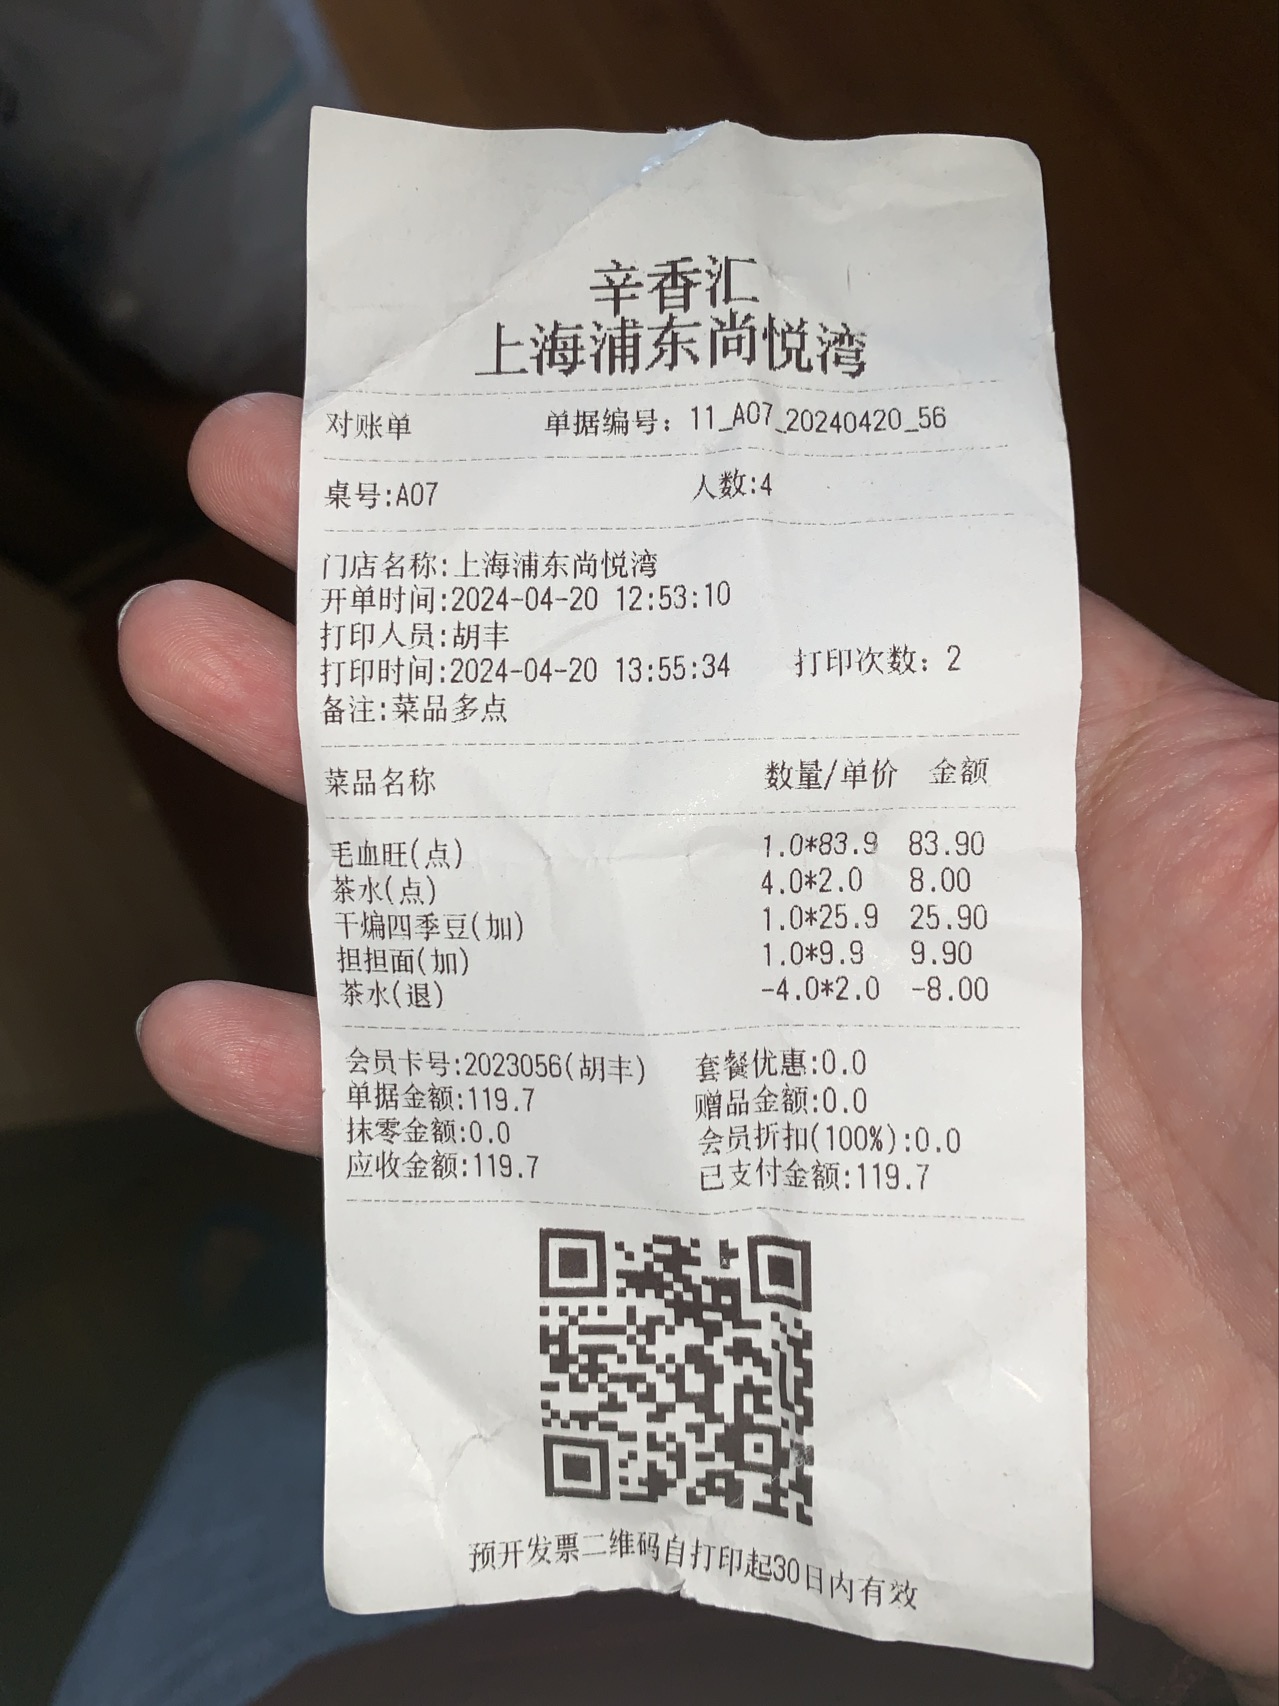 辛香汇
上海浦东尚悦湾
对账单 单据编号：11_A07_20240420_56
桌号:A07 人数:4
门店名称:上海浦东尚悦湾
开单时间:2024-04-20 12:53:10
打印人员:胡丰
打印时间:2024-04-20 13:55:34 打印次数：2
备注:菜品多点
菜品名称 数量/单价 金额
毛血旺(点) 1.0*83.9 83.90
茶水(点) 4.0*2.0 8.00
干煸四季豆(加) 1.0*25.9 25.90
担担面(加) 1.0*9.9 9.90
茶水(退) -4.0*2.0 -8.00
会员卡号:2023056(胡丰) 套餐优惠:0.0
单据金额:119.7 赠品金额:0.0
抹零金额:0.0 会员折扣(100%):0.0
应收金额:119.7 已支付金额:119.7
预开发票二维码自打印起30日内有效